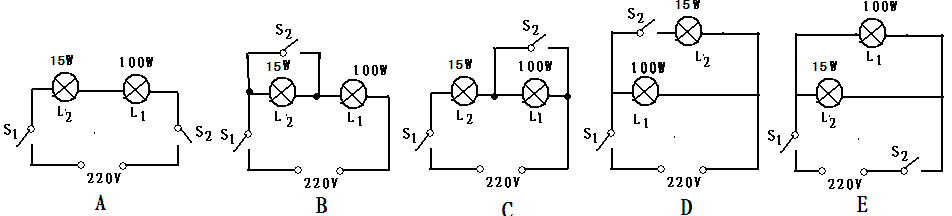 15W 100W
L2 L1
S1 S2
220V
A
S2
15W 100W
L2 L1
S1
220V
B
S2
15W 100W
L2 L1
S1
220V
C
S2 15W
L2
100W
L1
S1
220V
D
100W
L1
15W
L2
S1
S2
220V
E